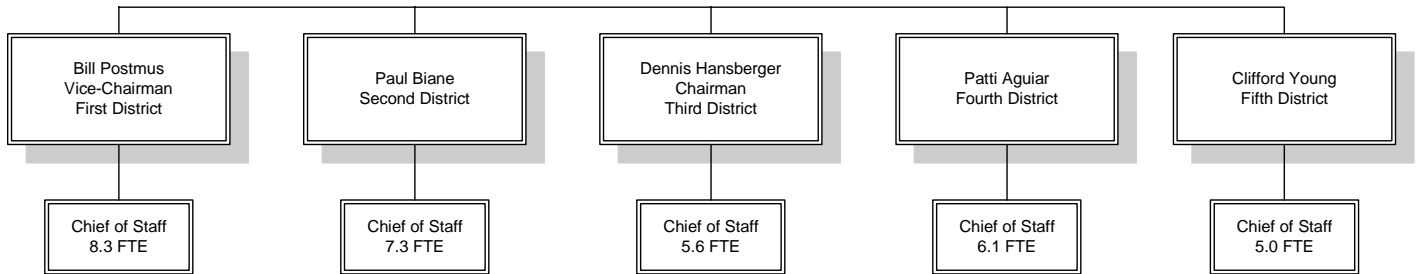 Bill Postmus
Vice-Chairman
First District
Paul Biane
Second District
Dennis Hansberger
Chairman
Third District
Patti Aguiar
Fourth District
Clifford Young
Fifth District
Chief of Staff
8.3 FTE
Chief of Staff
7.3 FTE
Chief of Staff
5.6 FTE
Chief of Staff
6.1 FTE
Chief of Staff
5.0 FTE